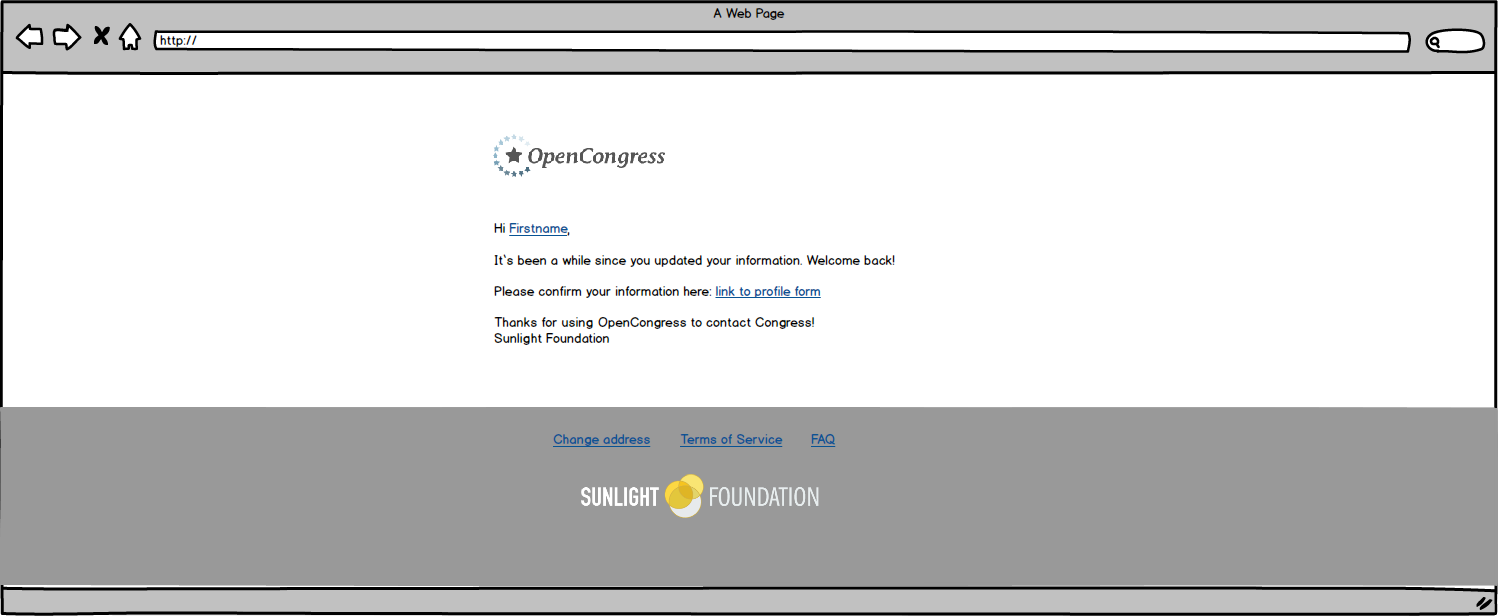 A Web Page
http://
OpenCongress
Hi Firstname,
It's been a while since you updated your information. Welcome back!
Please confirm your information here: link to profile form
Thanks for using OpenCongress to contact Congress!
Sunlight Foundation
Change address Terms of Service FAQ
SUNLIGHT FOUNDATION